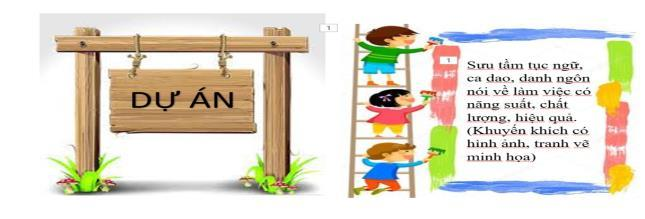 1
DỰ ÁN
1
Sưu tầm tục ngữ,
ca dao, danh ngôn
nói về làm việc có
năng suất, chất
lượng, hiệu quả.
(Khuyến khích có
hình ảnh, tranh vẽ
minh họa)